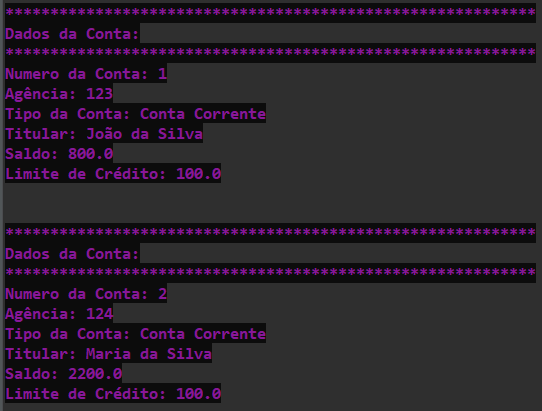 ***********************************************************
Dados da Conta:
***********************************************************
Numero da Conta: 1
Agência: 123
Tipo da Conta: Conta Corrente
Titular: João da Silva
Saldo: 800.0
Limite de Crédito: 100.0
***********************************************************
Dados da Conta:
***********************************************************
Numero da Conta: 2
Agência: 124
Tipo da Conta: Conta Corrente
Titular: Maria da Silva
Saldo: 2200.0
Limite de Crédito: 100.0